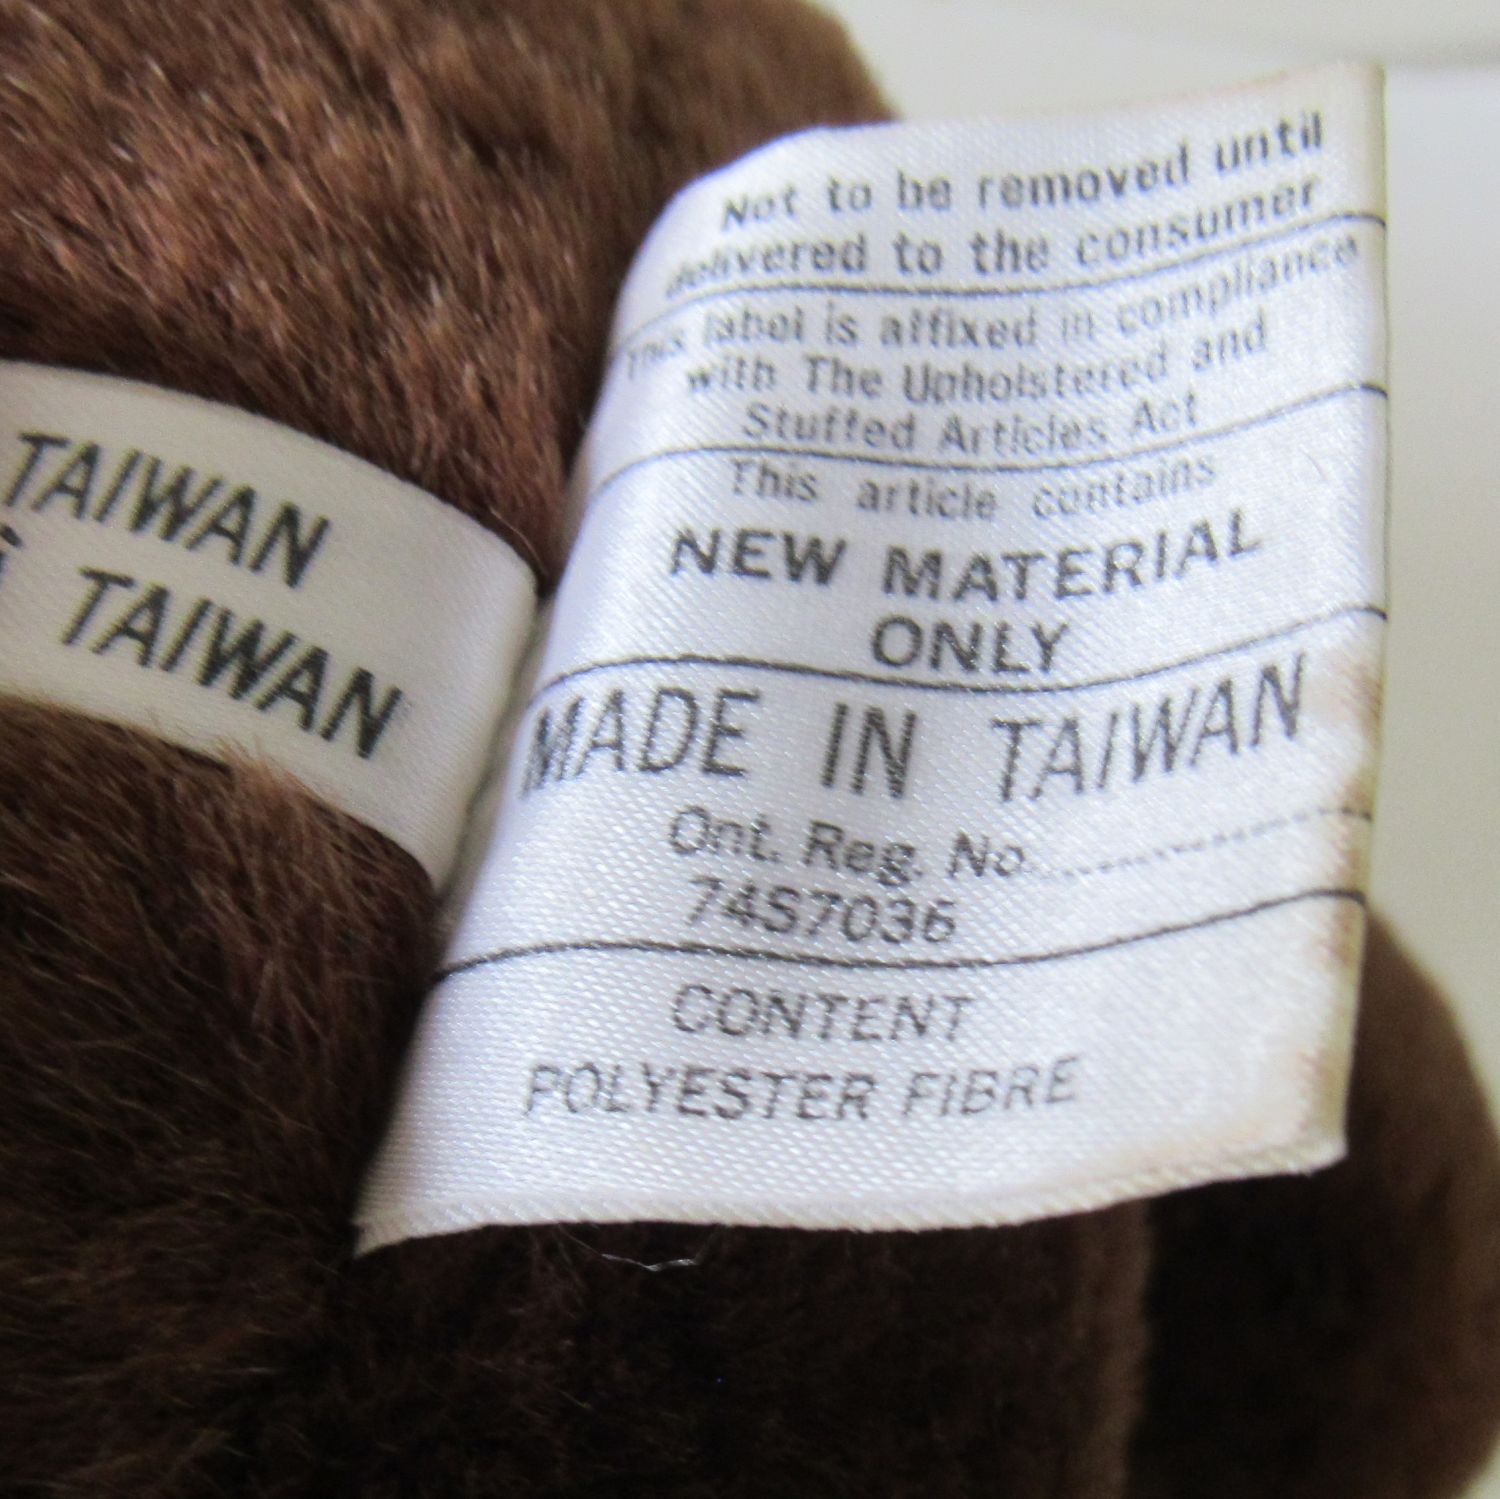 TAIWAN
TAIWAN
Not to be removed until
delivered to the consumer
This label is affixed in compliance
with The Upholstered and
Stuffed Articles Act
This article contains
NEW MATERIAL
ONLY
MADE IN TAIWAN
Ont. Reg. No.
74S7036
CONTENT
POLYESTER FIBRE